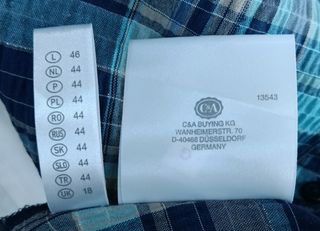 L 46
NL 44
P 44
PL 44
RO 44
RUS 44
SK 44
SLO 44
TR 44
UK 18
13543
C&A
C&A BUYING KG
WANHEIMERSTR. 70
D-40468 DÜSSELDORF
GERMANY